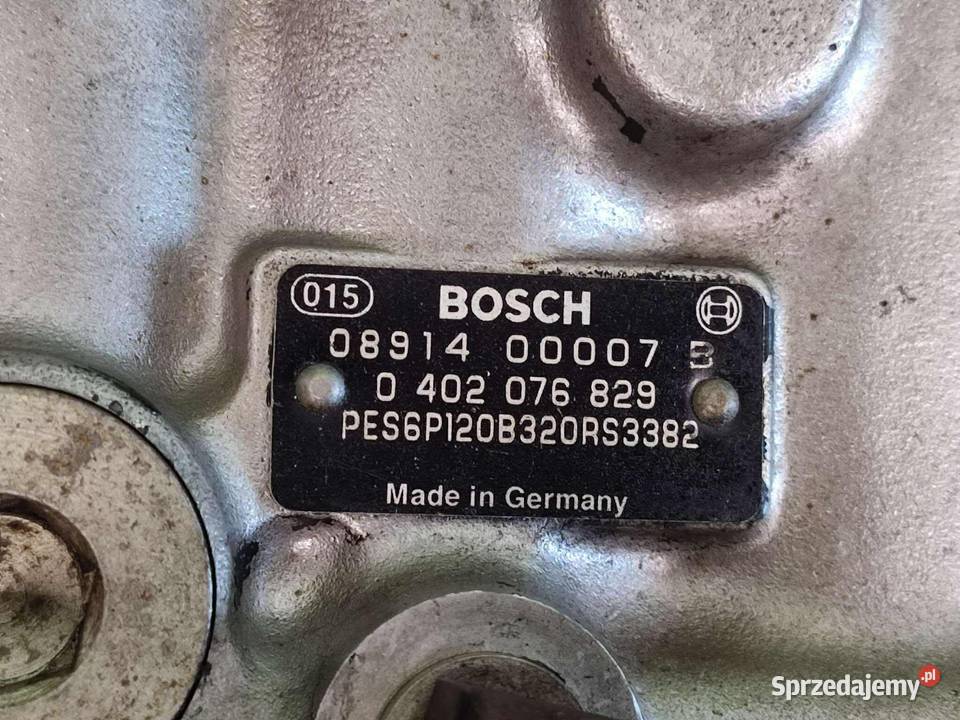 015 BOSCH
08914 00007 B
0 402 076 829
PES6P120B320RS3382
Made in Germany
Sprzedajemy.pl